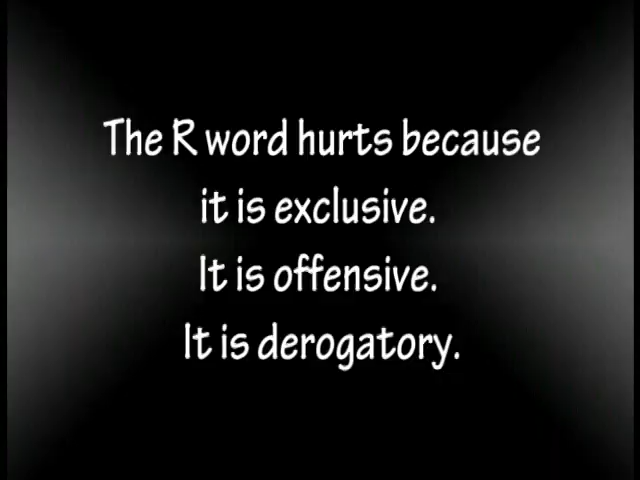 The R word hurts because
it is exclusive.
It is offensive.
It is derogatory.